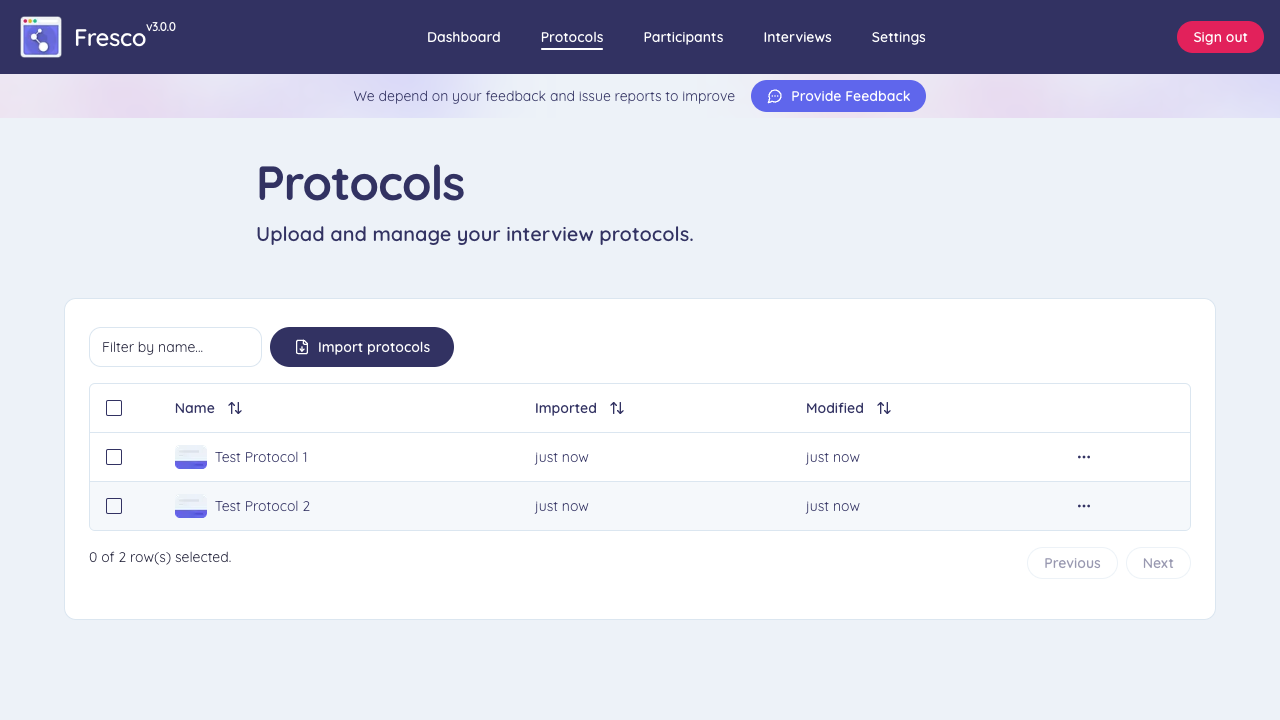 Fresco v3.0.0
Dashboard Protocols Participants Interviews Settings Sign out
We depend on your feedback and issue reports to improve Provide Feedback
Protocols
Upload and manage your interview protocols.
Filter by name... Import protocols
Name Imported Modified
Test Protocol 1 just now just now
Test Protocol 2 just now just now
0 of 2 row(s) selected. Previous Next